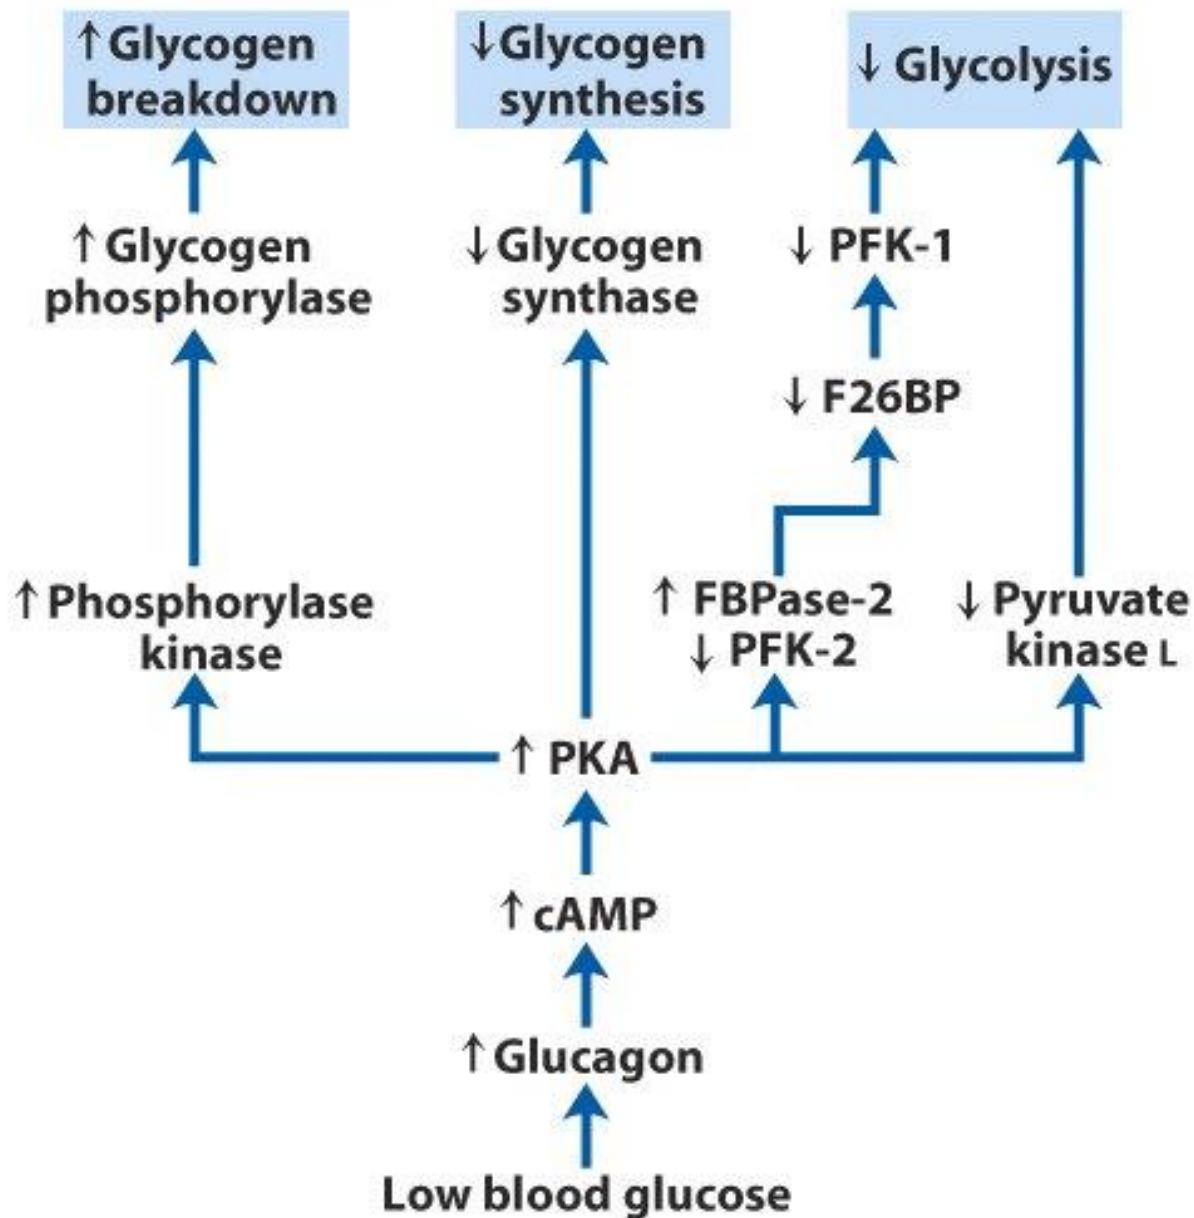 ↑ Glycogen
breakdown
↓ Glycogen
synthesis
↓ Glycolysis
↑ Glycogen
phosphorylase
↓ Glycogen
synthase
↓ PFK-1
↓ F26BP
↑ Phosphorylase
kinase
↑ FBPase-2
↓ PFK-2
↓ Pyruvate
kinase L
↑ PKA
↑ cAMP
↑ Glucagon
Low blood glucose